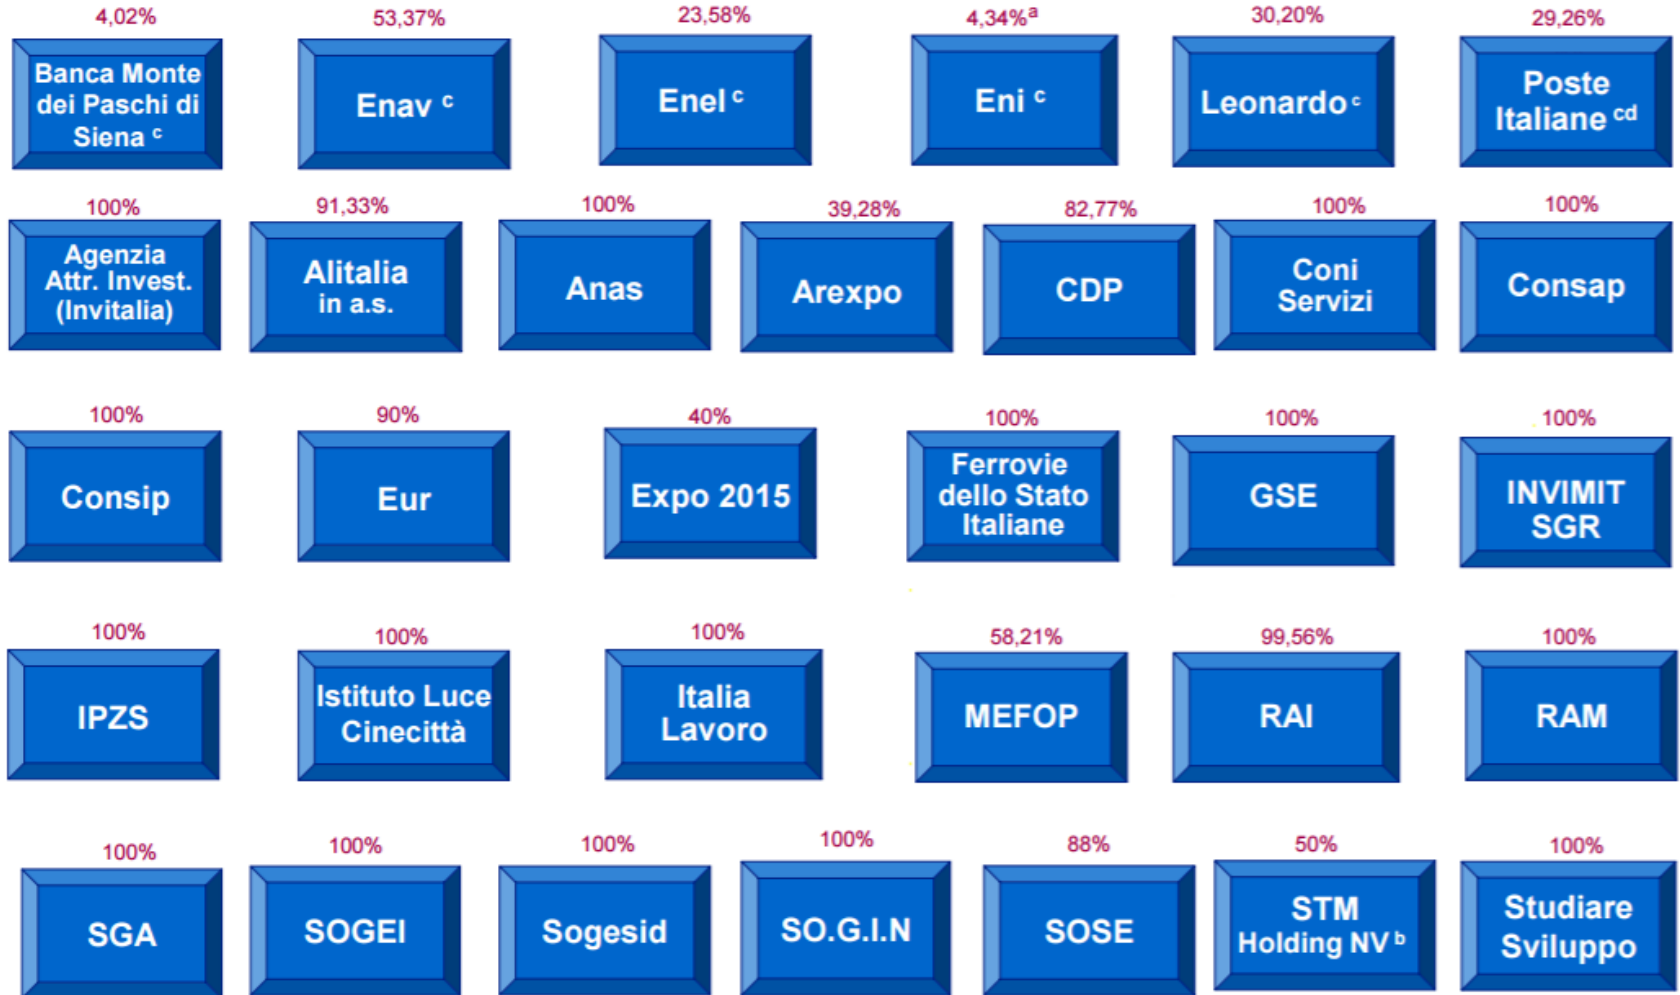 4,02% 53,37% 23,58% 4,34%ᵃ 30,20% 29,26%
Banca Monte
dei Paschi di
Siena ᶜ
Enav ᶜ
Enel ᶜ
Eni ᶜ
Leonardo ᶜ
Poste
Italiane ᶜᵈ
100% 91,33% 100% 39,28% 82,77% 100% 100%
Agenzia
Attr. Invest.
(Invitalia)
Alitalia
in a.s.
Anas
Arexpo
CDP
Coni
Servizi
Consap
100% 90% 40% 100% 100% 100%
Consip
Eur
Expo 2015
Ferrovie
dello Stato
Italiane
GSE
INVIMIT
SGR
100% 100% 100% 58,21% 99,56% 100%
IPZS
Istituto Luce
Cinecittà
Italia
Lavoro
MEFOP
RAI
RAM
100% 100% 100% 100% 88% 50% 100%
SGA
SOGEI
Sogesid
SO.G.I.N
SOSE
STM
Holding NV ᵇ
Studiare
Sviluppo